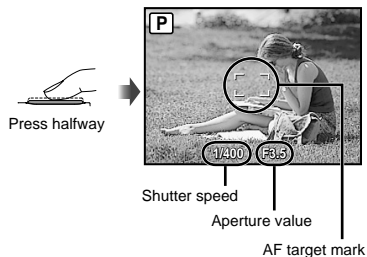 P
Press halfway
1/400 F3.5
Shutter speed
Aperture value
AF target mark